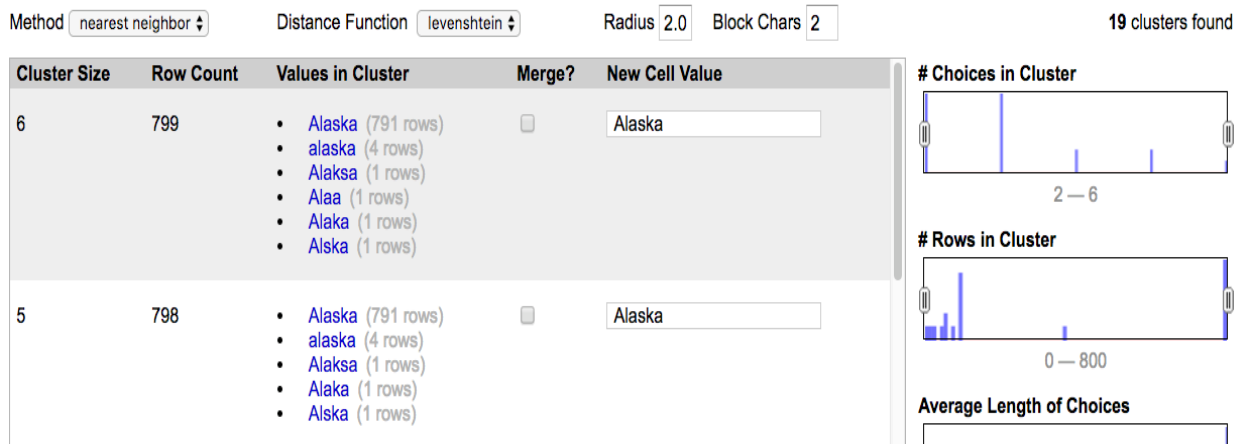 Method nearest neighbor Distance Function levenshtein Radius 2.0 Block Chars 2 19 clusters found
Cluster Size Row Count Values in Cluster Merge? New Cell Value
6 799 • Alaska (791 rows) Alaska
• alaska (4 rows)
• Alaksa (1 rows)
• Alaa (1 rows)
• Alaka (1 rows)
• Alska (1 rows)
5 798 • Alaska (791 rows) Alaska
• alaska (4 rows)
• Alaksa (1 rows)
• Alaka (1 rows)
• Alska (1 rows)
# Choices in Cluster
2 — 6
# Rows in Cluster
0 — 800
Average Length of Choices